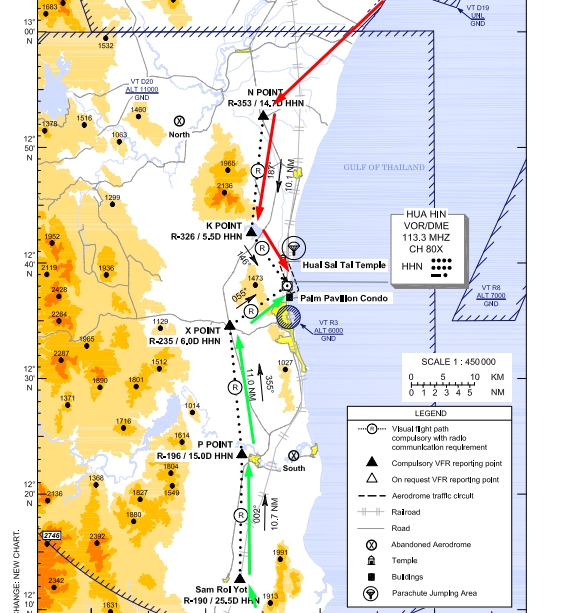 1683
13°
00' N
1532
VT D19
UNL
GND
VT D20
ALT 11000
GND
N POINT
R-353 / 14.7D HHN
1378
1516
1460
1063
North
12°
50'
N
1965
2136
R
187°
10.1 NM
GULF OF THAILAND
1299
K POINT
R-326 / 5.5D HHN
R
146°
HUA HIN
VOR/DME
113.3 MHZ
CH 80X
HHN
1952
2119
2428
2264
1936
12°
40'
N
Huai Sai Tai Temple
1473
055°
Palm Pavilion Condo
R
VT R8
ALT 7000
GND
X POINT
R-235 / 6.0D HHN
1129
VT R3
ALT 6000
GND
2287
1965
1512
1027
355°
11.0 NM
R
SCALE 1 : 450 000
0 5 10 KM
0 1 2 3 4 5 NM
12°
30'
N
1890
1801
1371
1014
1716
1614
LEGEND
R Visual flight path
compulsory with radio
communication requirement
Compulsory VFR reporting point
On request VFR reporting point
Aerodrome traffic circuit
Railroad
Road
Abandoned Aerodrome
Temple
Buildings
Parachute Jumping Area
P POINT
R-196 / 15.0D HHN
South
1804
1549
1368
12°
20'
N
2136
1827
1880
R
002°
10.7 NM
2746
2392
1991
2342
Sam Roi Yot
R-190 / 25.5D HHN
1913
1631
12°
10'
N
CHANGE: NEW CHART.